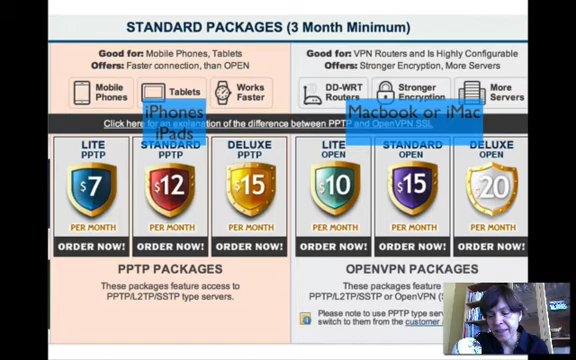 STANDARD PACKAGES (3 Month Minimum)
Good for: Mobile Phones, Tablets
Offers: Faster connection, than OPEN
Mobile Phones
Tablets
Works Faster
Good for: VPN Routers and Is Highly Configurable
Offers: Stronger Encryption, More Servers
DD-WRT Routers
Stronger Encryption
More Servers
iPhones
iPads
Macbook or iMac
Click here for an explanation of the difference between PPTP and OpenVPN SSL
LITE
PPTP
$7
PER MONTH
ORDER NOW!
STANDARD
PPTP
$12
PER MONTH
ORDER NOW!
DELUXE
PPTP
$15
PER MONTH
ORDER NOW!
LITE
OPEN
$10
PER MONTH
ORDER NOW!
STANDARD
OPEN
$15
PER MONTH
ORDER NOW!
DELUXE
OPEN
$20
PER MONTH
ORDER NOW!
PPTP PACKAGES
These packages feature access to
PPTP/L2TP/SSTP type servers.
OPENVPN PACKAGES
These packages feature
PPTP/L2TP/SSTP or OpenVPN (S
Please note to use PPTP type serv
switch to them from the customer